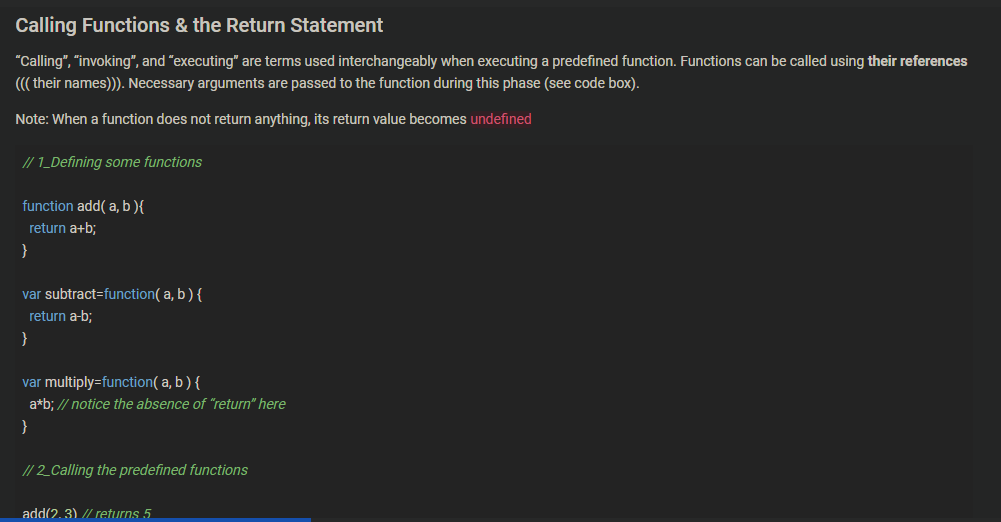 Calling Functions & the Return Statement
“Calling”, “invoking”, and “executing” are terms used interchangeably when executing a predefined function. Functions can be called using their references
((( their names))). Necessary arguments are passed to the function during this phase (see code box).
Note: When a function does not return anything, its return value becomes undefined
// 1_Defining some functions
function add( a, b ){
return a+b;
}
var subtract=function( a, b ) {
return a-b;
}
var multiply=function( a, b ) {
a*b; // notice the absence of “return” here
}
// 2_Calling the predefined functions
add(2, 3) // returns 5